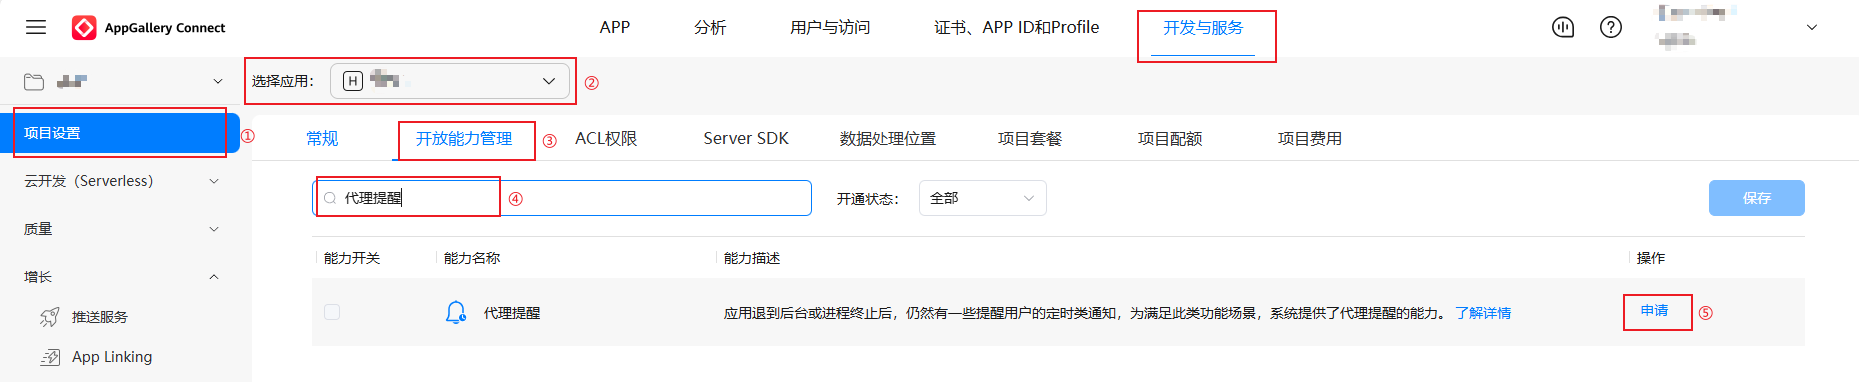 AppGallery Connect
APP
分析
用户与访问
证书、APP ID和Profile
开发与服务
选择应用：
H
②
项目设置
①
常规
开放能力管理
③
ACL权限
Server SDK
数据处理位置
项目套餐
项目配额
项目费用
云开发（Serverless）
代理提醒
④
开通状态：
全部
保存
质量
能力开关
能力名称
能力描述
操作
增长
代理提醒
应用退到后台或进程终止后，仍然有一些提醒用户的定时类通知，为满足此类功能场景，系统提供了代理提醒的能力。了解详情
申请
⑤
推送服务
App Linking